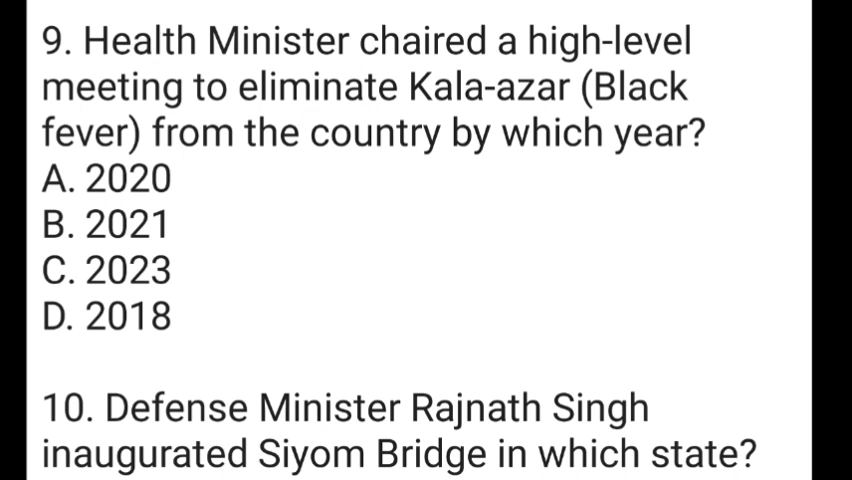 9. Health Minister chaired a high-level
meeting to eliminate Kala-azar (Black
fever) from the country by which year?
A. 2020
B. 2021
C. 2023
D. 2018
10. Defense Minister Rajnath Singh
inaugurated Siyom Bridge in which state?